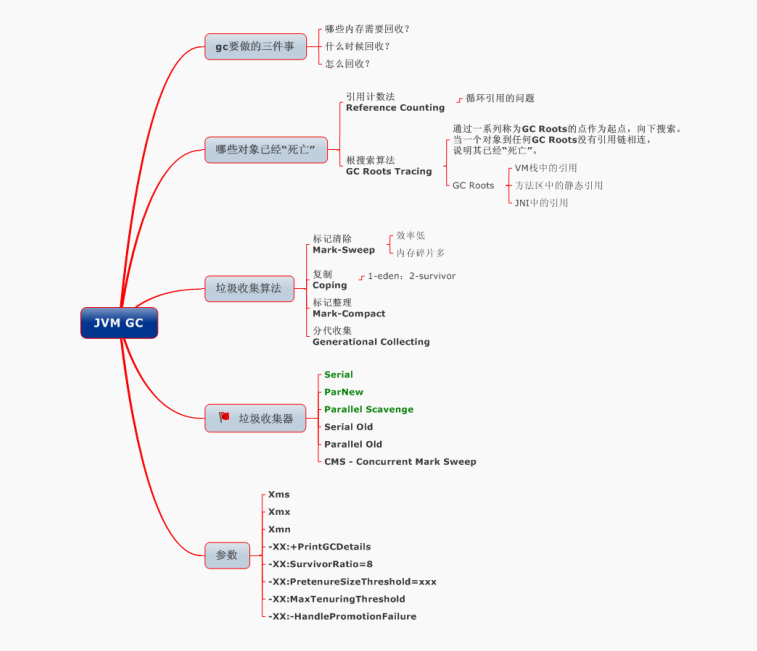 JVM GC
gc要做的三件事
哪些内存需要回收?
什么时候回收?
怎么回收?
哪些对象已经"死亡"
引用计数法
Reference Counting
循环引用的问题
根搜索算法
GC Roots Tracing
通过一系列称为GC Roots的点作为起点，向下搜索。
当一个对象到任何GC Roots没有引用链相连，
说明其已经"死亡"。
GC Roots
VM栈中的引用
方法区中的静态引用
JNI中的引用
垃圾收集算法
标记清除
Mark-Sweep
效率低
内存碎片多
复制
Coping
1-eden；2-survivor
标记整理
Mark-Compact
分代收集
Generational Collecting
垃圾收集器
Serial
ParNew
Parallel Scavenge
Serial Old
Parallel Old
CMS - Concurrent Mark Sweep
参数
Xms
Xmx
Xmn
-XX:+PrintGCDetails
-XX:SurvivorRatio=8
-XX:PretenureSizeThreshold=xxx
-XX:MaxTenuringThreshold
-XX:-HandlePromotionFailure